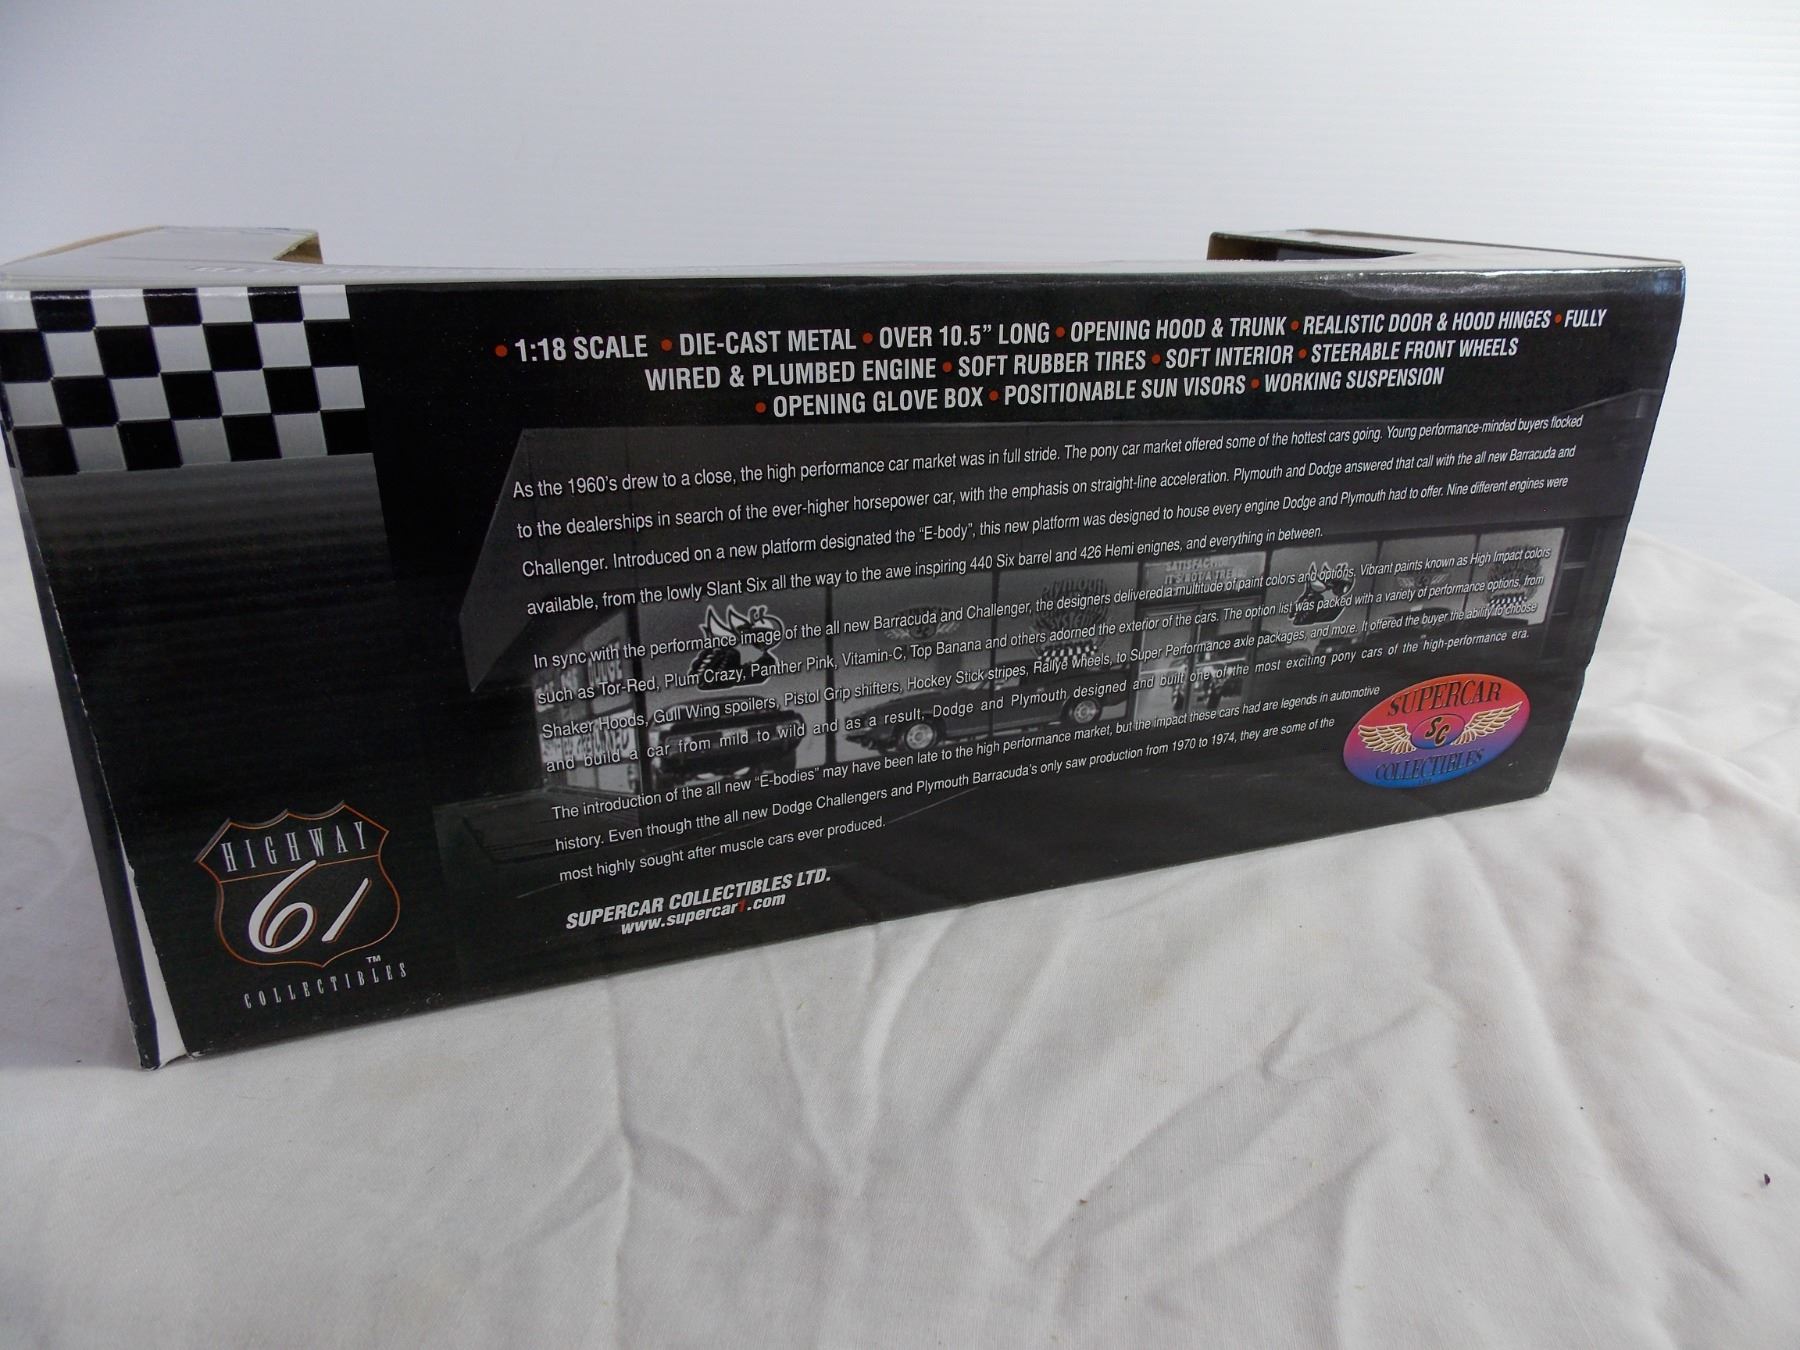 • 1:18 SCALE • DIE-CAST METAL • OVER 10.5” LONG • OPENING HOOD & TRUNK • REALISTIC DOOR & HOOD HINGES • FULLY
WIRED & PLUMBED ENGINE • SOFT RUBBER TIRES • SOFT INTERIOR • STEERABLE FRONT WHEELS
• OPENING GLOVE BOX • POSITIONABLE SUN VISORS • WORKING SUSPENSION
As the 1960’s drew to a close, the high performance car market was in full stride. The pony car market offered some of the hottest cars going. Young performance-minded buyers flocked
to the dealerships in search of the ever-higher horsepower car, with the emphasis on straight-line acceleration. Plymouth and Dodge answered that call with the all new Barracuda and
Challenger. Introduced on a new platform designated the “E-body”, this new platform was designed to house every engine Dodge and Plymouth had to offer. Nine different engines were
available, from the lowly Slant Six all the way to the awe inspiring 440 Six barrel and 426 Hemi enignes, and everything in between.
In sync with the performance image of the all new Barracuda and Challenger, the designers delivered a multitude of paint colors and options. Vibrant paints known as High Impact colors
such as Tor-Red, Plum Crazy, Panther Pink, Vitamin-C, Top Banana and others adorned the exterior of the cars. The option list was packed with a variety of performance options, from
Shaker Hoods, Gull Wing spoilers, Pistol Grip shifters, Hockey Stick stripes, Rallye wheels, to Super Performance axle packages, and more. It offered the buyer the ability to choose
and build a car from mild to wild and as a result, Dodge and Plymouth designed and built one of the most exciting pony cars of the high-performance era.
The introduction of the all new “E-bodies” may have been late to the high performance market, but the impact these cars had are legends in automotive
history. Even though tthe all new Dodge Challengers and Plymouth Barracuda’s only saw production from 1970 to 1974, they are some of the
most highly sought after muscle cars ever produced.
SUPERCAR
SC
COLLECTIBLES
SUPERCAR COLLECTIBLES LTD.
www.supercar1.com
HIGHWAY
61
TM
COLLECTIBLES
SATISFACTION
IT'S NOT A TREND